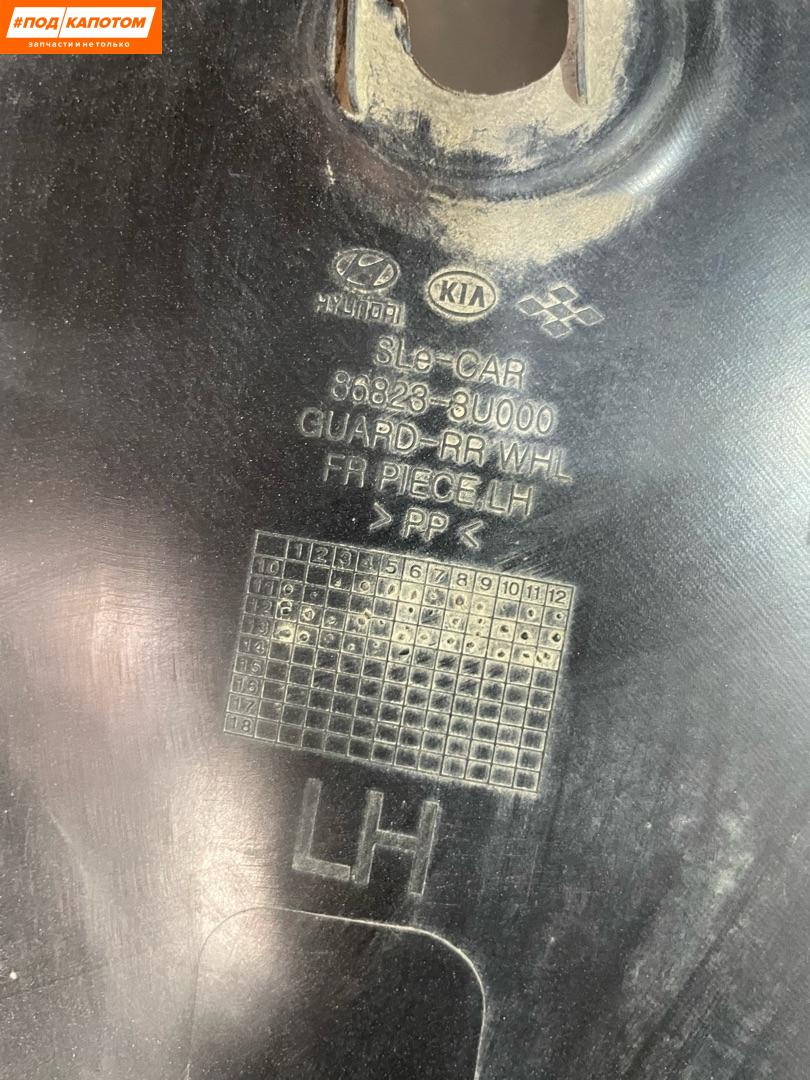 #ПОД КАПОТОМ
запчасти и не только
HYUNDAI
KIA
SLe-CAR
86823-3U000
GUARD-RR WHL
FR PIECE,LH
> PP <
1 2 3 4 5 6 7 8 9 10 11 12
10
11
12
13
14
15
16
17
18
LH